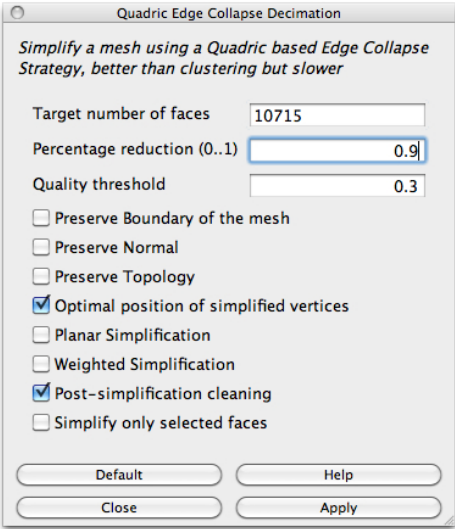 Quadric Edge Collapse Decimation
Simplify a mesh using a Quadric based Edge Collapse
Strategy, better than clustering but slower
Target number of faces 10715
Percentage reduction (0..1) 0.9
Quality threshold 0.3
Preserve Boundary of the mesh
Preserve Normal
Preserve Topology
Optimal position of simplified vertices
Planar Simplification
Weighted Simplification
Post-simplification cleaning
Simplify only selected faces
Default Help
Close Apply